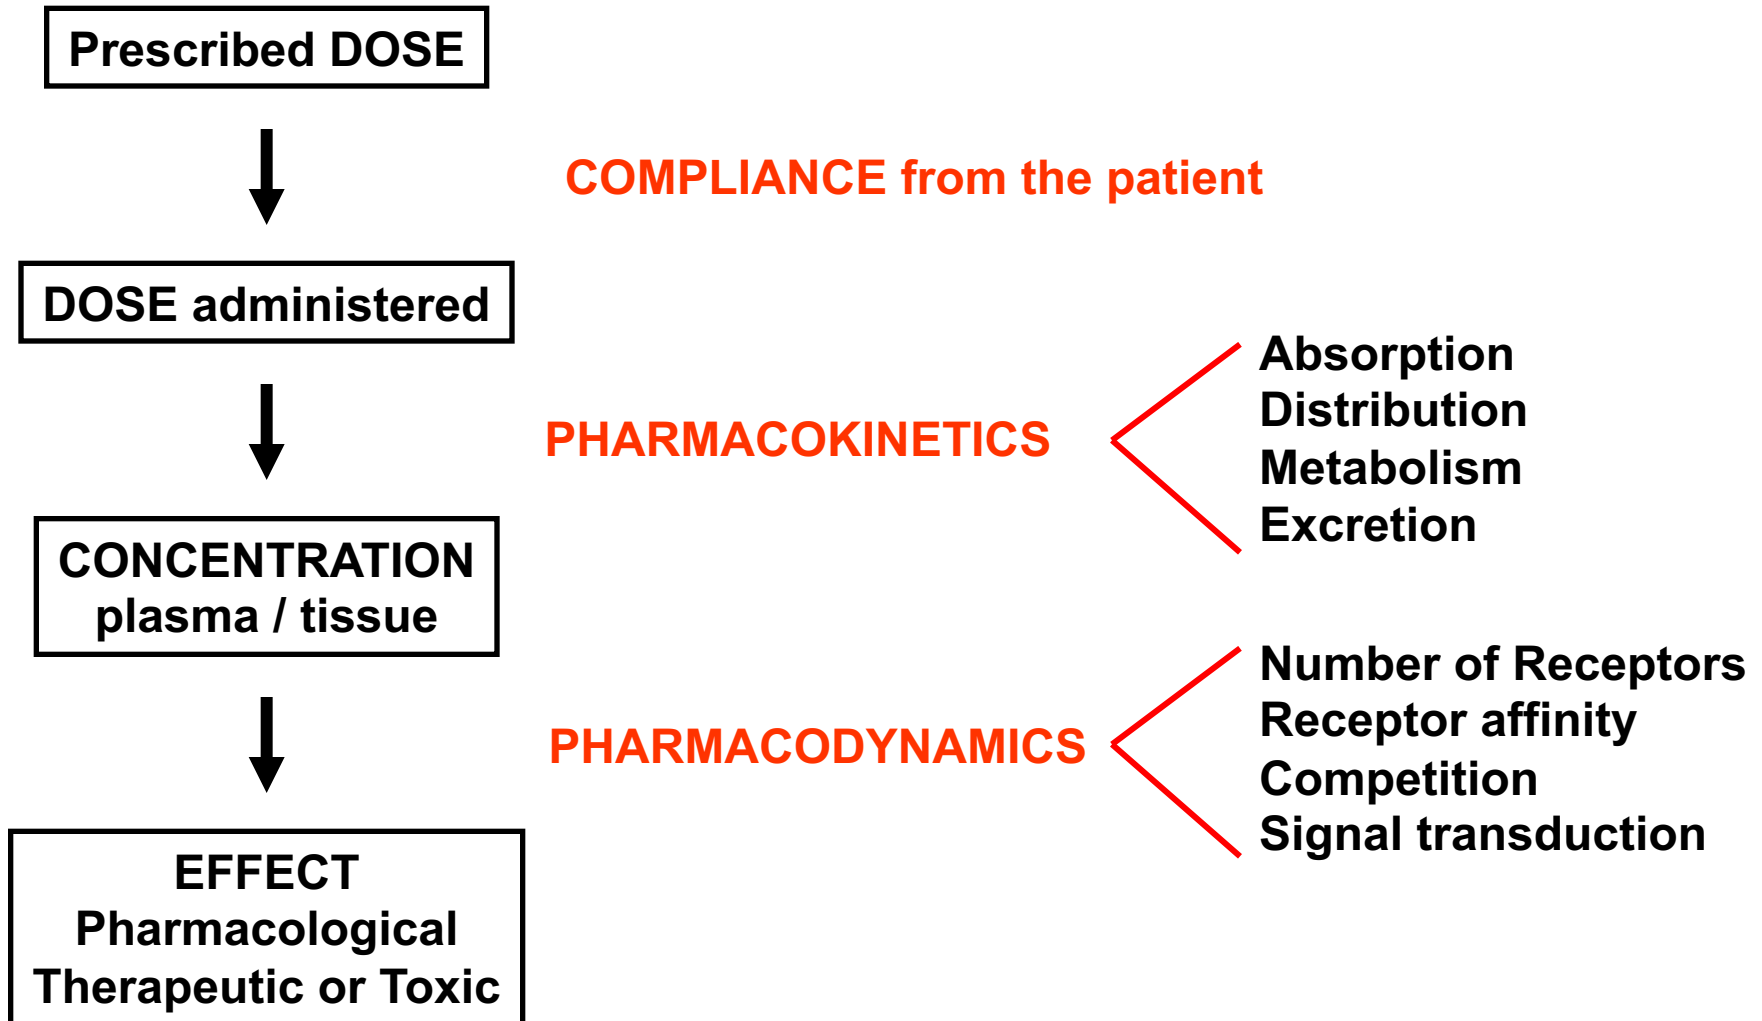 Prescribed DOSE
COMPLIANCE from the patient
DOSE administered
PHARMACOKINETICS
Absorption
Distribution
Metabolism
Excretion
CONCENTRATION
plasma / tissue
PHARMACODYNAMICS
Number of Receptors
Receptor affinity
Competition
Signal transduction
EFFECT
Pharmacological
Therapeutic or Toxic